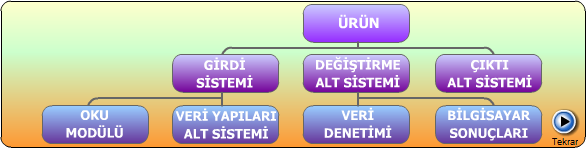 ÜRÜN
GİRDİ
SİSTEMİ
DEĞİŞTİRME
ALT SİSTEMİ
ÇIKTI
ALT SİSTEMİ
OKU
MODÜLÜ
VERİ YAPILARI
ALT SİSTEMİ
VERİ
DENETİMİ
BİLGİSAYAR
SONUÇLARI
Tekrar